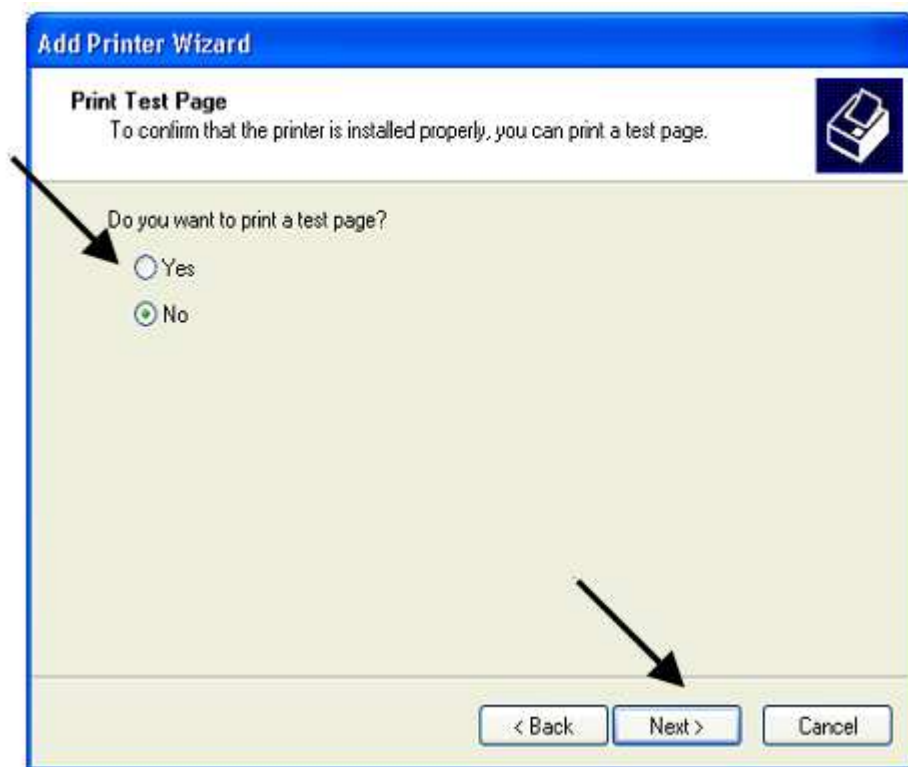 Add Printer Wizard
Print Test Page
To confirm that the printer is installed properly, you can print a test page.
Do you want to print a test page?
Yes
No
< Back Next > Cancel